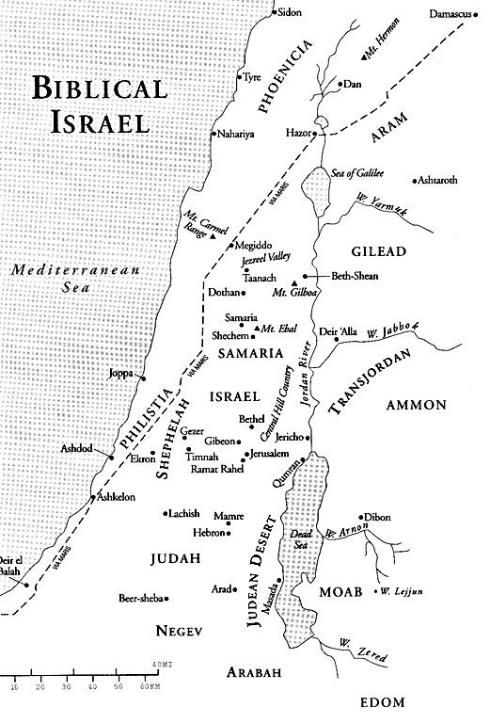 Sidon
Damascus
Mt. Hermon
BIBLICAL
ISRAEL
Tyre
PHOENICIA
Dan
Nahariya
Hazor
ARAM
Sea of Galilee
Ashtaroth
VIA MARIS
W. Yarmuk
Mt. Carmel
Range
Megiddo
Jezreel Valley
GILEAD
Mediterranean
Sea
Taanach
Beth-Shean
Dothan
Mt. Gilboa
Samaria
Mt. Ebal
Shechem
Deir 'Alla
W. Jabbok
SAMARIA
VIA MARIS
Jordan River
TRANSJORDAN
Joppa
ISRAEL
Central Hill Country
AMMON
PHILISTIA
SHEPHELAH
Bethel
Gezer
Gibeon
Jericho
Ashdod
Ekron
Timnah
Jerusalem
Ramat Rahel
Qumran
Ashkelon
Lachish
Mamre
Dibon
Hebron
Dead
Sea
W. Arnon
VIA MARIS
Deir el
Balah
JUDAH
JUDEAN DESERT
Arad
Masada
MOAB
W. Lejjun
Beer-sheba
NEGEV
W. Zered
40MI
ARABAH
10 20 30 40 50 60KM
EDOM